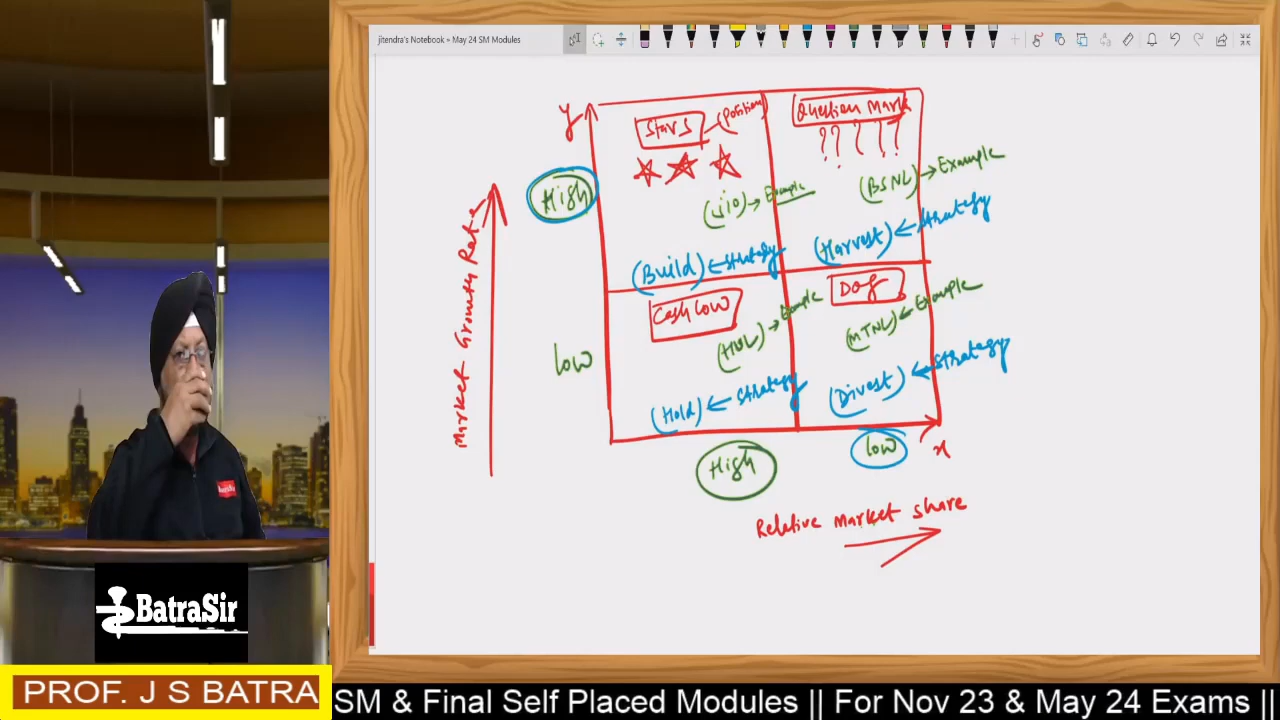 jitendra's Notebook » May 24 SM Modules
y
Stars
(Position)
Question Mark
? ? ? ? ?
High
(Jio) → Example
(BSNL) → Example
(Build) ← Strategy
(Harvest) ← Strategy
Market Growth Rate
Cash Cow
(HUL) → Example
Dog
(MTNL) ← Example
low
(Hold) ← Strategy
(Divest) ← Strategy
High
low
x
Relative Market Share
BatraSir
BatraSir
PROF. J S BATRA
SM & Final Self Placed Modules || For Nov 23 & May 24 Exams ||